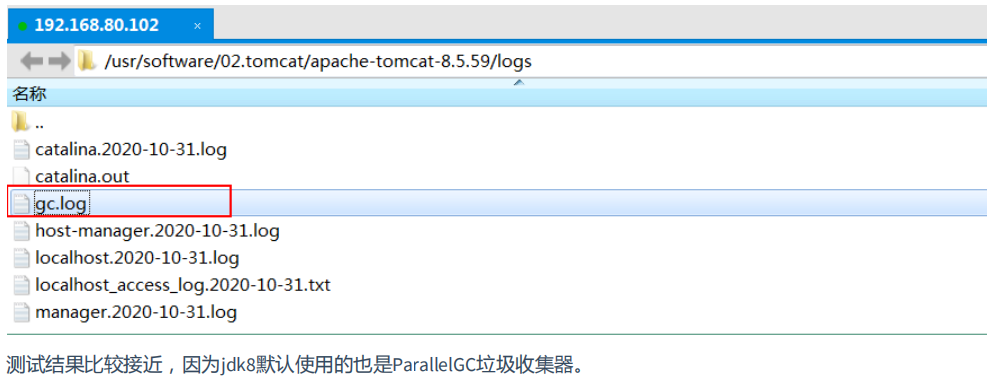 192.168.80.102 ×
/usr/software/02.tomcat/apache-tomcat-8.5.59/logs
名称
..
catalina.2020-10-31.log
catalina.out
gc.log
host-manager.2020-10-31.log
localhost.2020-10-31.log
localhost_access_log.2020-10-31.txt
manager.2020-10-31.log
测试结果比较接近，因为jdk8默认使用的也是ParallelGC垃圾收集器。